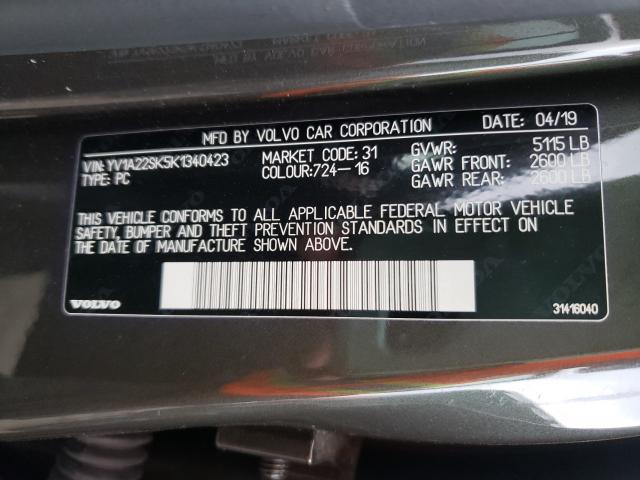 MFD BY VOLVO CAR CORPORATION DATE: 04/19
VIN: YV1A22SK5K1340423 MARKET CODE: 31 GVWR: 5115 LB
TYPE: PC COLOUR:724-16 GAWR FRONT: 2600 LB
GAWR REAR: 2600 LB
THIS VEHICLE CONFORMS TO ALL APPLICABLE FEDERAL MOTOR VEHICLE
SAFETY, BUMPER AND THEFT PREVENTION STANDARDS IN EFFECT ON
THE DATE OF MANUFACTURE SHOWN ABOVE.
VOLVO 31416040